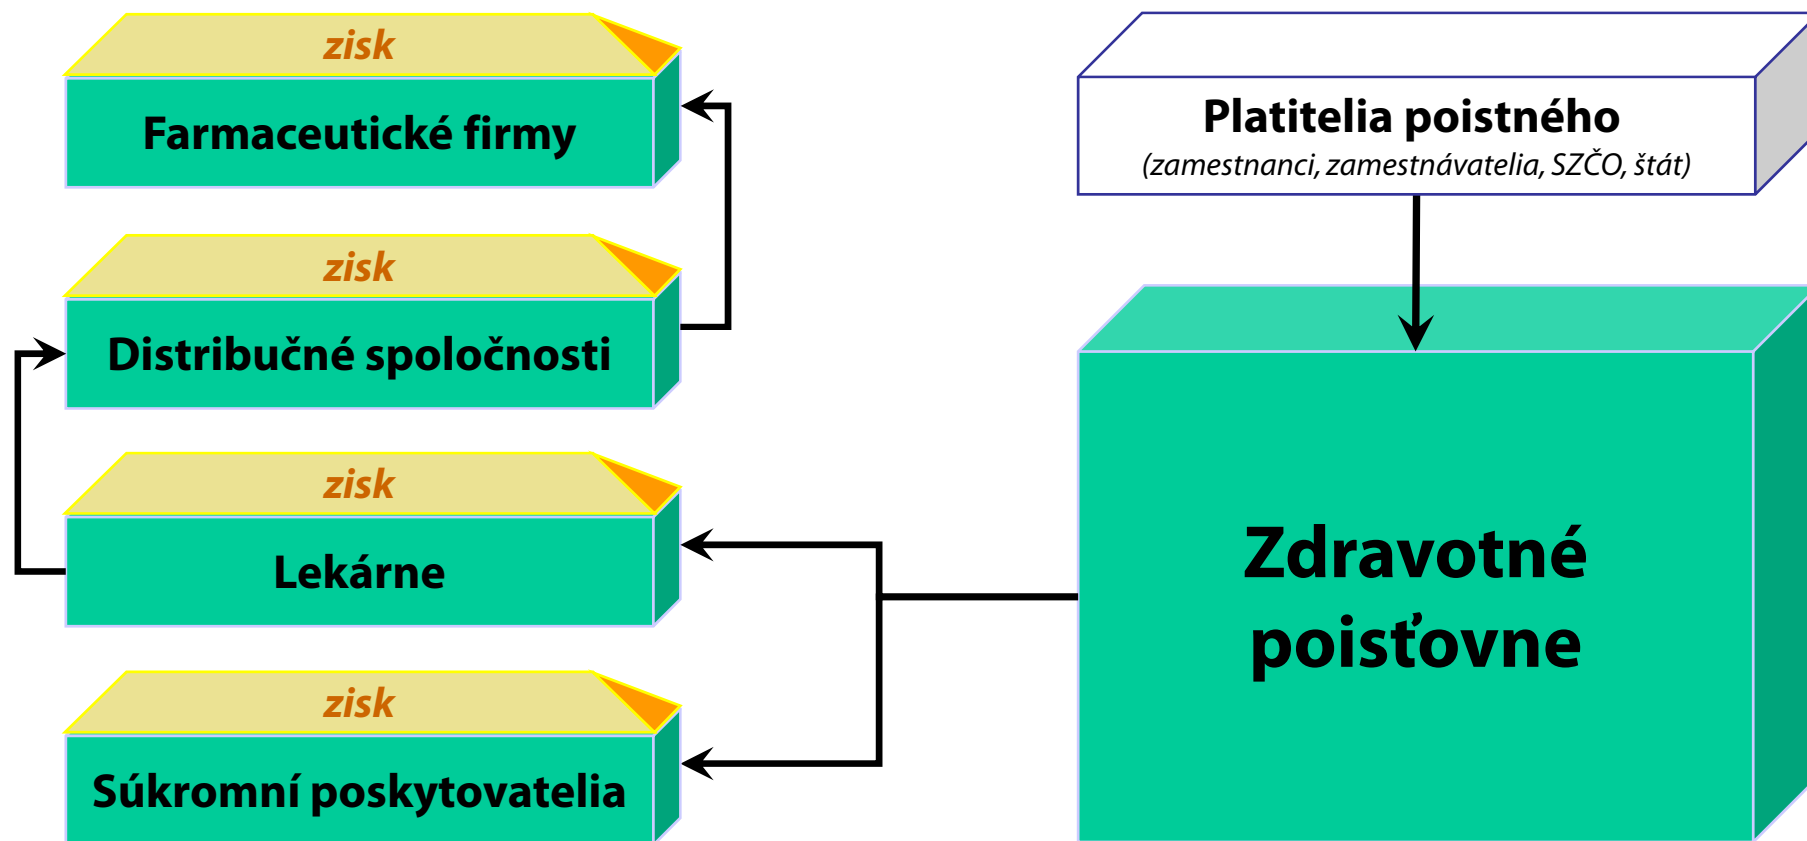 zisk
Farmaceutické firmy
zisk
Distribučné spoločnosti
zisk
Lekárne
zisk
Súkromní poskytovatelia
Platitelia poistného
(zamestnanci, zamestnávatelia, SZČO, štát)
Zdravotné
poisťovne